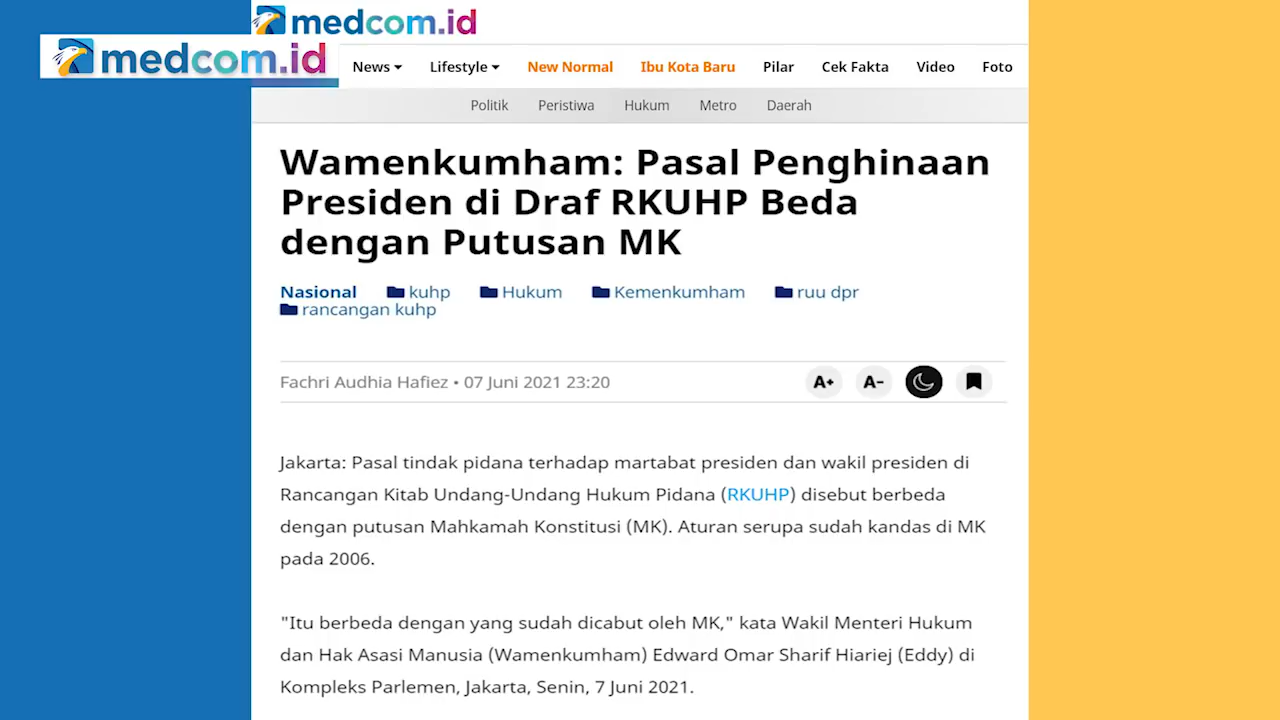 medcom.id
medcom.id
News Lifestyle New Normal Ibu Kota Baru Pilar Cek Fakta Video Foto
Politik Peristiwa Hukum Metro Daerah
Wamenkumham: Pasal Penghinaan
Presiden di Draf RKUHP Beda
dengan Putusan MK
Nasional kuhp Hukum Kemenkumham ruu dpr
rancangan kuhp
Fachri Audhia Hafiez • 07 Juni 2021 23:20 A+ A-
Jakarta: Pasal tindak pidana terhadap martabat presiden dan wakil presiden di
Rancangan Kitab Undang-Undang Hukum Pidana (RKUHP) disebut berbeda
dengan putusan Mahkamah Konstitusi (MK). Aturan serupa sudah kandas di MK
pada 2006.
"Itu berbeda dengan yang sudah dicabut oleh MK," kata Wakil Menteri Hukum
dan Hak Asasi Manusia (Wamenkumham) Edward Omar Sharif Hiariej (Eddy) di
Kompleks Parlemen, Jakarta, Senin, 7 Juni 2021.